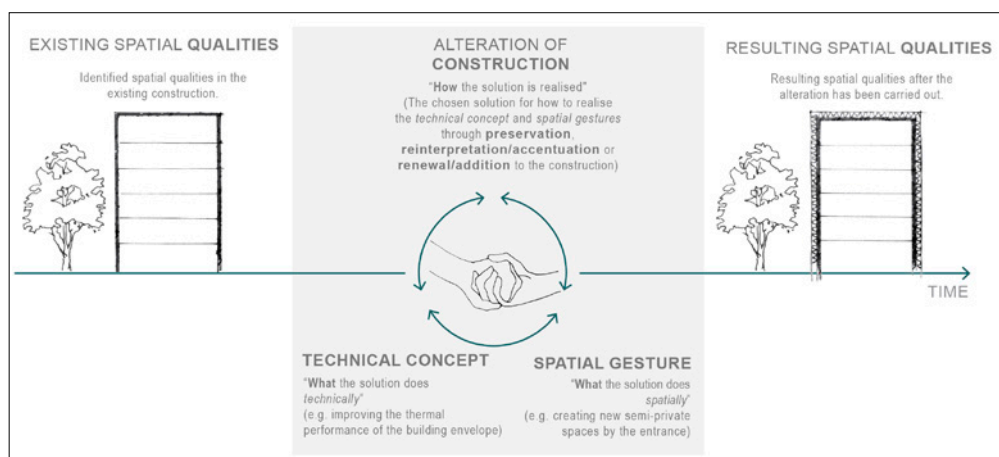 EXISTING SPATIAL QUALITIES
Identified spatial qualities in the
existing construction.
ALTERATION OF
CONSTRUCTION
"How the solution is realised"
(The chosen solution for how to realise
the technical concept and spatial gestures
through preservation,
reinterpretation/accentuation or
renewal/addition to the construction)
RESULTING SPATIAL QUALITIES
Resulting spatial qualities after the
alteration has been carried out.
TIME
TECHNICAL CONCEPT
"What the solution does
technically"
(e.g. improving the thermal
performance of the building envelope)
SPATIAL GESTURE
"What the solution does
spatially"
(e.g. creating new semi-private
spaces by the entrance)